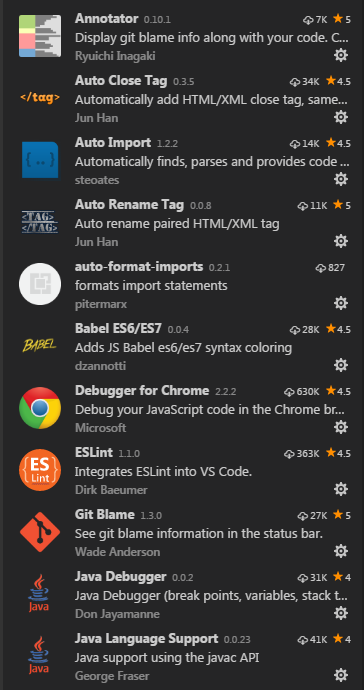 Annotator 0.10.1 7K ★5
Display git blame info along with your code. C...
Ryuichi Inagaki
</tag> Auto Close Tag 0.3.5 34K ★4.5
Automatically add HTML/XML close tag, same...
Jun Han
{..} Auto Import 1.2.2 14K ★4.5
Automatically finds, parses and provides code ...
steoates
<TAG> Auto Rename Tag 0.0.8 11K ★5
</TAG> Auto rename paired HTML/XML tag
Jun Han
auto-format-imports 0.2.1 827
formats import statements
pitermarx
BABEL Babel ES6/ES7 0.0.4 28K ★4.5
Adds JS Babel es6/es7 syntax coloring
dzannotti
Debugger for Chrome 2.2.2 630K ★4.5
Debug your JavaScript code in the Chrome br...
Microsoft
ESLint 1.1.0 363K ★4.5
{ES} Integrates ESLint into VS Code.
Lint Dirk Baeumer
Git Blame 1.3.0 27K ★5
See git blame information in the status bar.
Wade Anderson
Java Debugger 0.0.2 31K ★4
Java Debugger (break points, variables, stack t...
Java Don Jayamanne
Java Language Support 0.0.23 41K ★4
Java support using the javac API
Java George Fraser